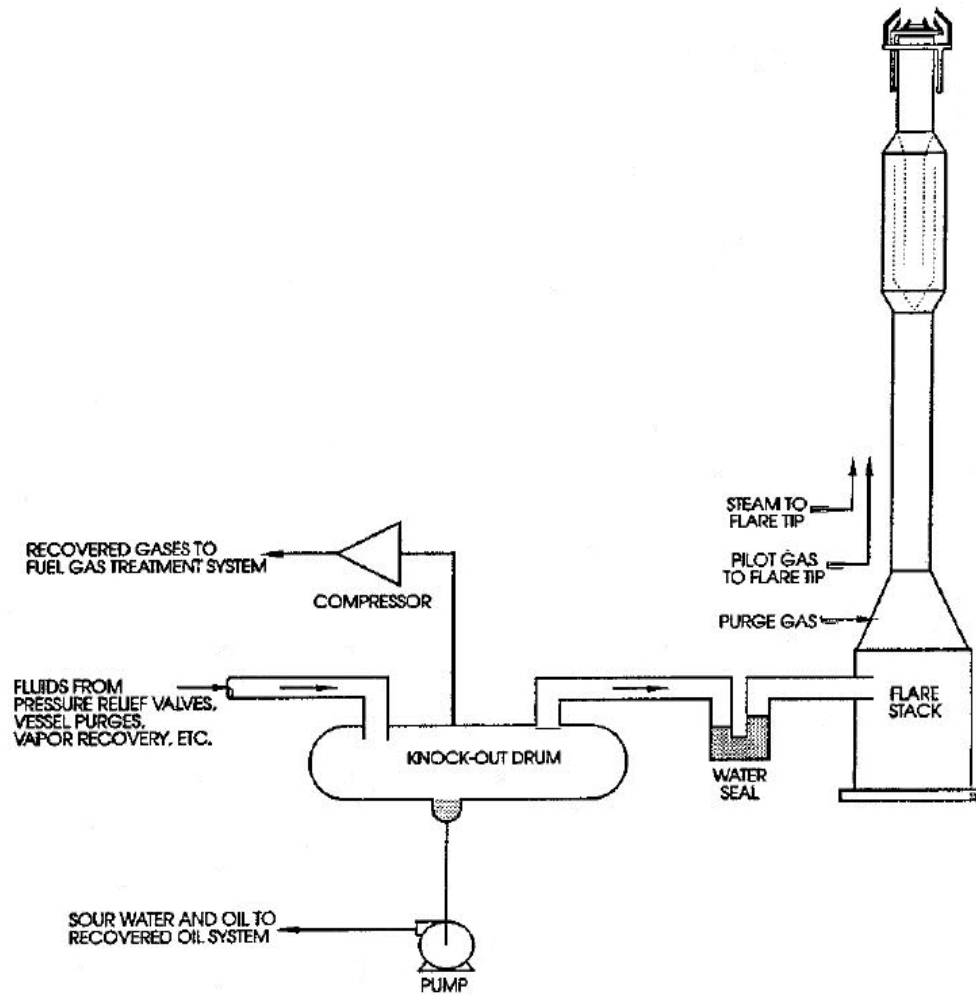 STEAM TO
FLARE TIP
RECOVERED GASES TO
FUEL GAS TREATMENT SYSTEM
COMPRESSOR
PILOT GAS
TO FLARE TIP
PURGE GAS
FLUIDS FROM
PRESSURE RELIEF VALVES,
VESSEL PURGES,
VAPOR RECOVERY, ETC.
KNOCK-OUT DRUM
FLARE
STACK
WATER
SEAL
SOUR WATER AND OIL TO
RECOVERED OIL SYSTEM
PUMP